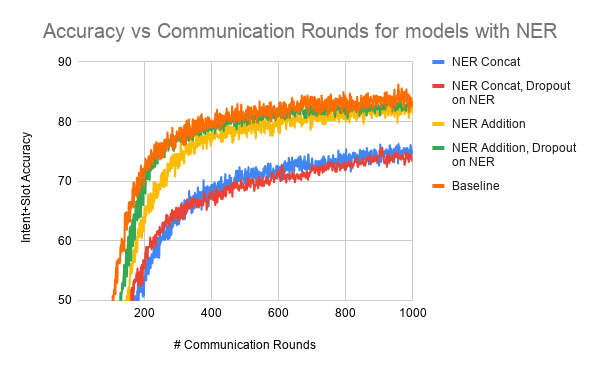 Accuracy vs Communication Rounds for models with NER
90
80
70
60
50
200
400
600
800
1000
Intent+Slot Accuracy
# Communication Rounds
NER Concat
NER Concat, Dropout
on NER
NER Addition
NER Addition, Dropout
on NER
Baseline